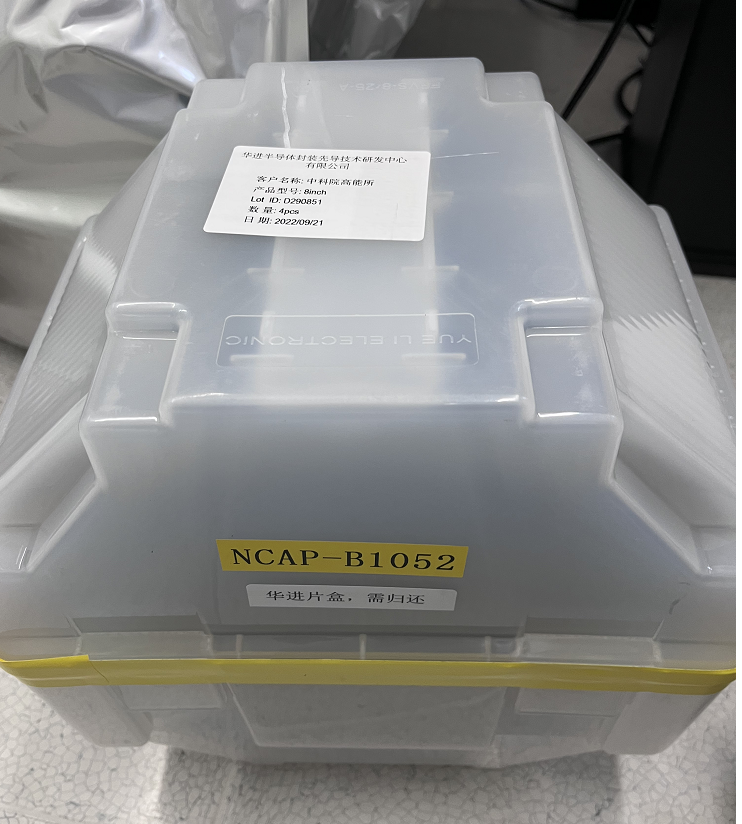 华进半导体封装先导技术研发中心
有限公司
客户名称: 中科院高能所
产品型号: 8inch
Lot ID: D290851
数 量: 4pcs
日 期: 2022/09/21
YUE LI ELECTRONIC
NCAP-B1052
华进片盒，需归还